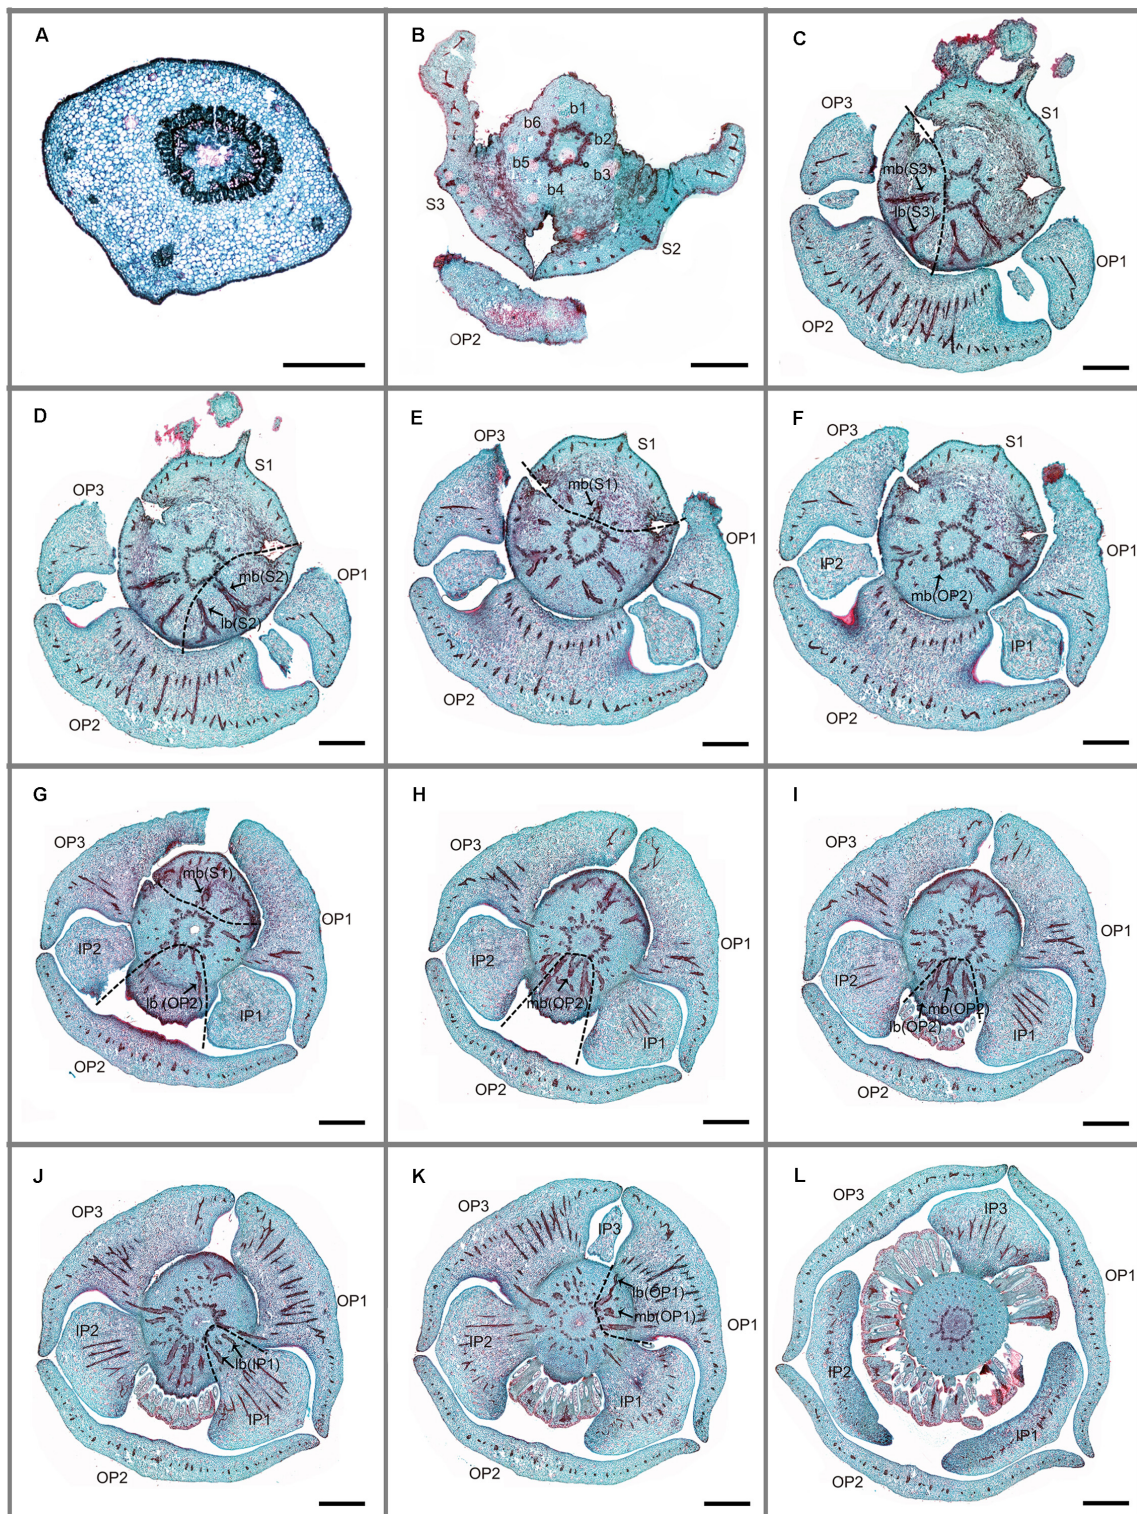 A
B
b1
b6
b2
b5
b3
b4
S3
S2
OP2
C
OP3
S1
mb(S3)
lb(S3)
OP1
OP2
D
S1
OP3
OP1
mb(S2)
lb(S2)
OP2
E
OP3
S1
mb(S1)
OP1
OP2
F
OP3
S1
OP1
IP2
mb(OP2)
IP1
OP2
G
OP3
mb(S1)
OP1
IP2
lb (OP2)
IP1
OP2
H
OP3
OP1
IP2
mb(OP2)
IP1
OP2
I
OP3
OP1
IP2
mb(OP2)
lb(OP2)
IP1
OP2
J
OP3
OP1
IP2
lb(IP1)
IP1
OP2
K
OP3
IP3
lb(OP1)
mb(OP1)
OP1
IP2
IP1
OP2
L
OP3
IP3
OP1
IP2
IP1
OP2